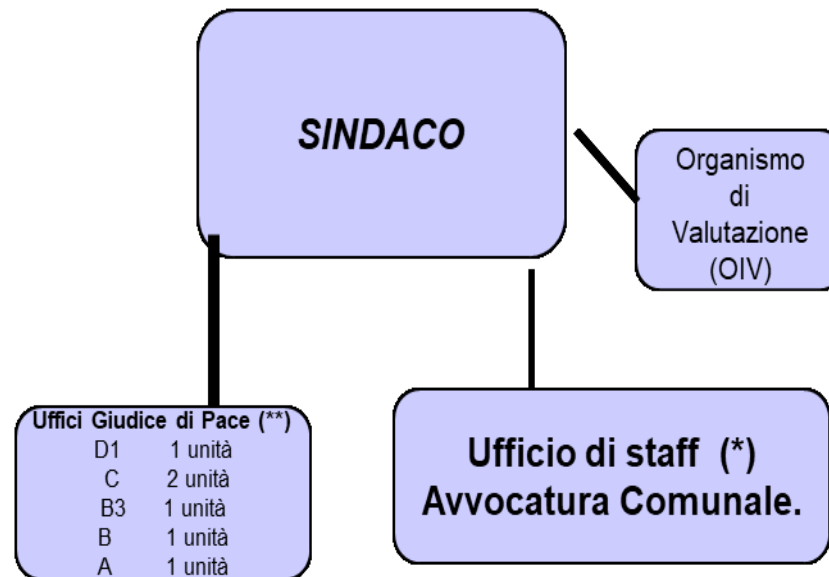 SINDACO
Organismo
di
Valutazione
(OIV)
Uffici Giudice di Pace (**)
D1 1 unità
C 2 unità
B3 1 unità
B 1 unità
A 1 unità
Ufficio di staff (*)
Avvocatura Comunale.